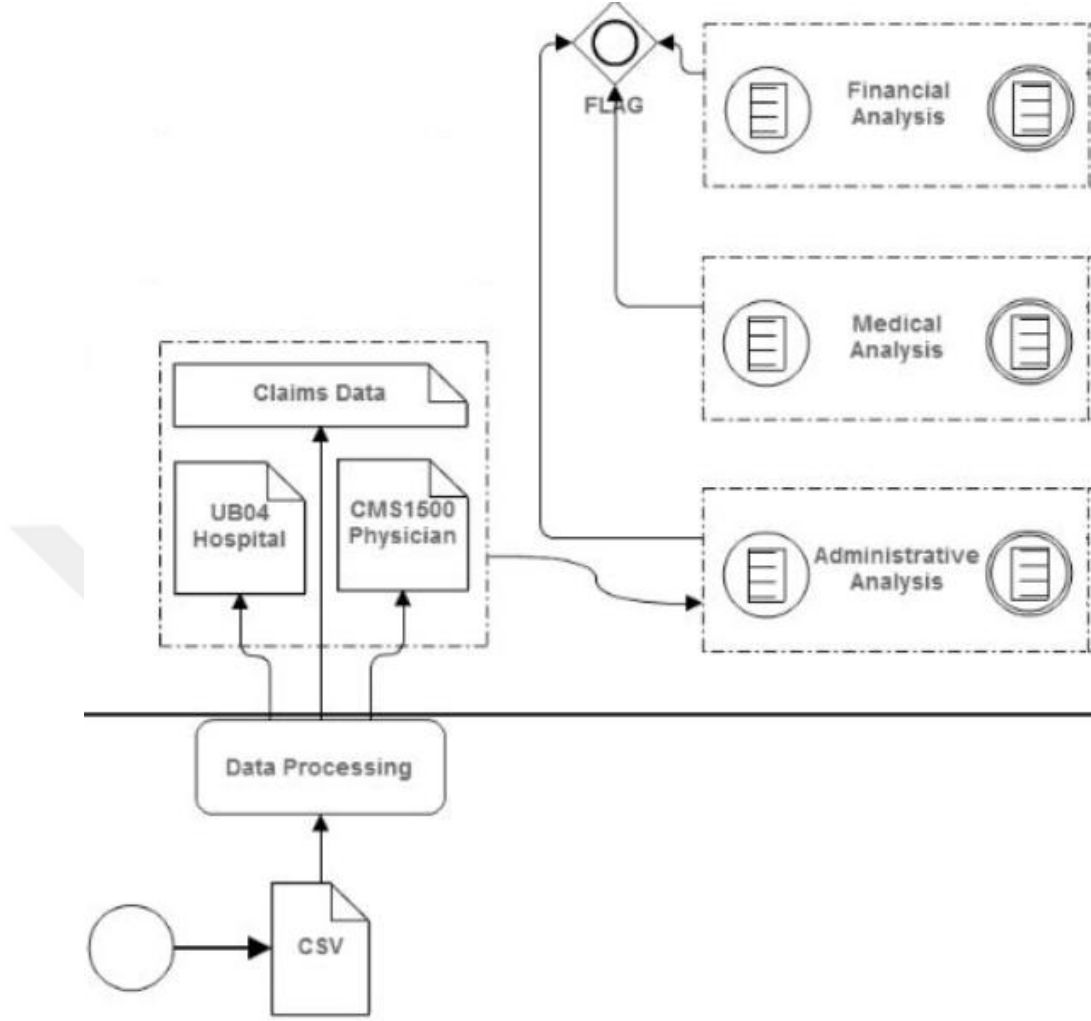 FLAG
Financial
Analysis
Medical
Analysis
Claims Data
UB04
Hospital
CMS1500
Physician
Administrative
Analysis
Data Processing
CSV